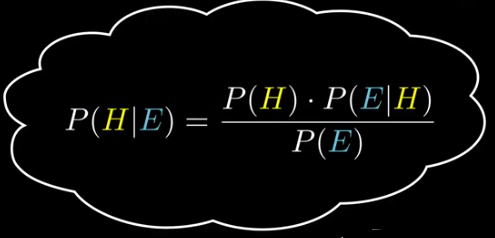 P(H|E) = P(H) · P(E|H) / P(E)